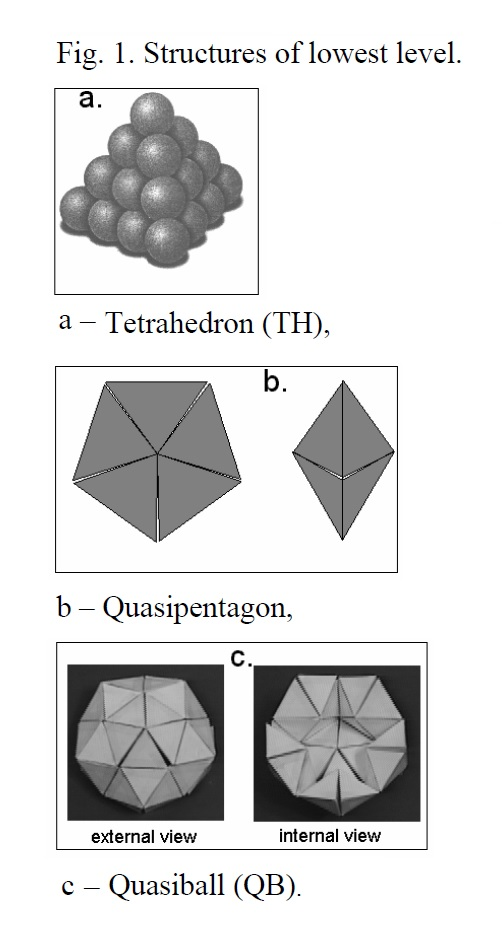 Fig. 1. Structures of lowest level.
a.
a – Tetrahedron (TH),
b.
b – Quasipentagon,
c.
external view
internal view
c – Quasiball (QB).